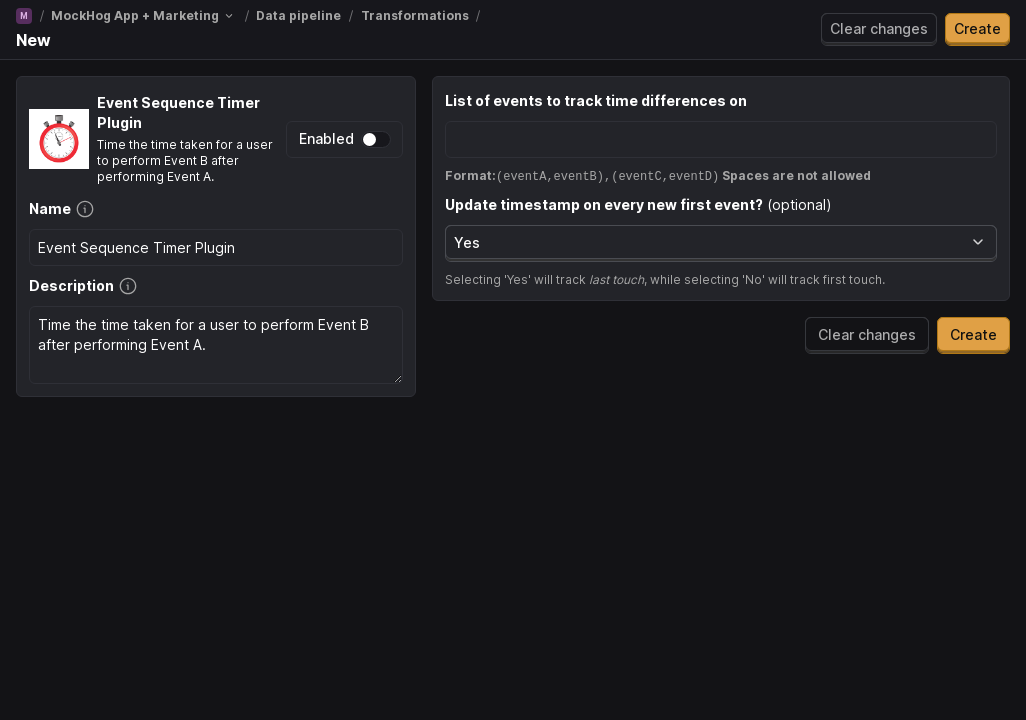 M / MockHog App + Marketing / Data pipeline / Transformations /
New
Clear changes
Create
Event Sequence Timer
Plugin
Time the time taken for a user
to perform Event B after
performing Event A.
Enabled
Name
Event Sequence Timer Plugin
Description
Time the time taken for a user to perform Event B
after performing Event A.
List of events to track time differences on
Format:(eventA,eventB),(eventC,eventD) Spaces are not allowed
Update timestamp on every new first event? (optional)
Yes
Selecting 'Yes' will track last touch, while selecting 'No' will track first touch.
Clear changes
Create